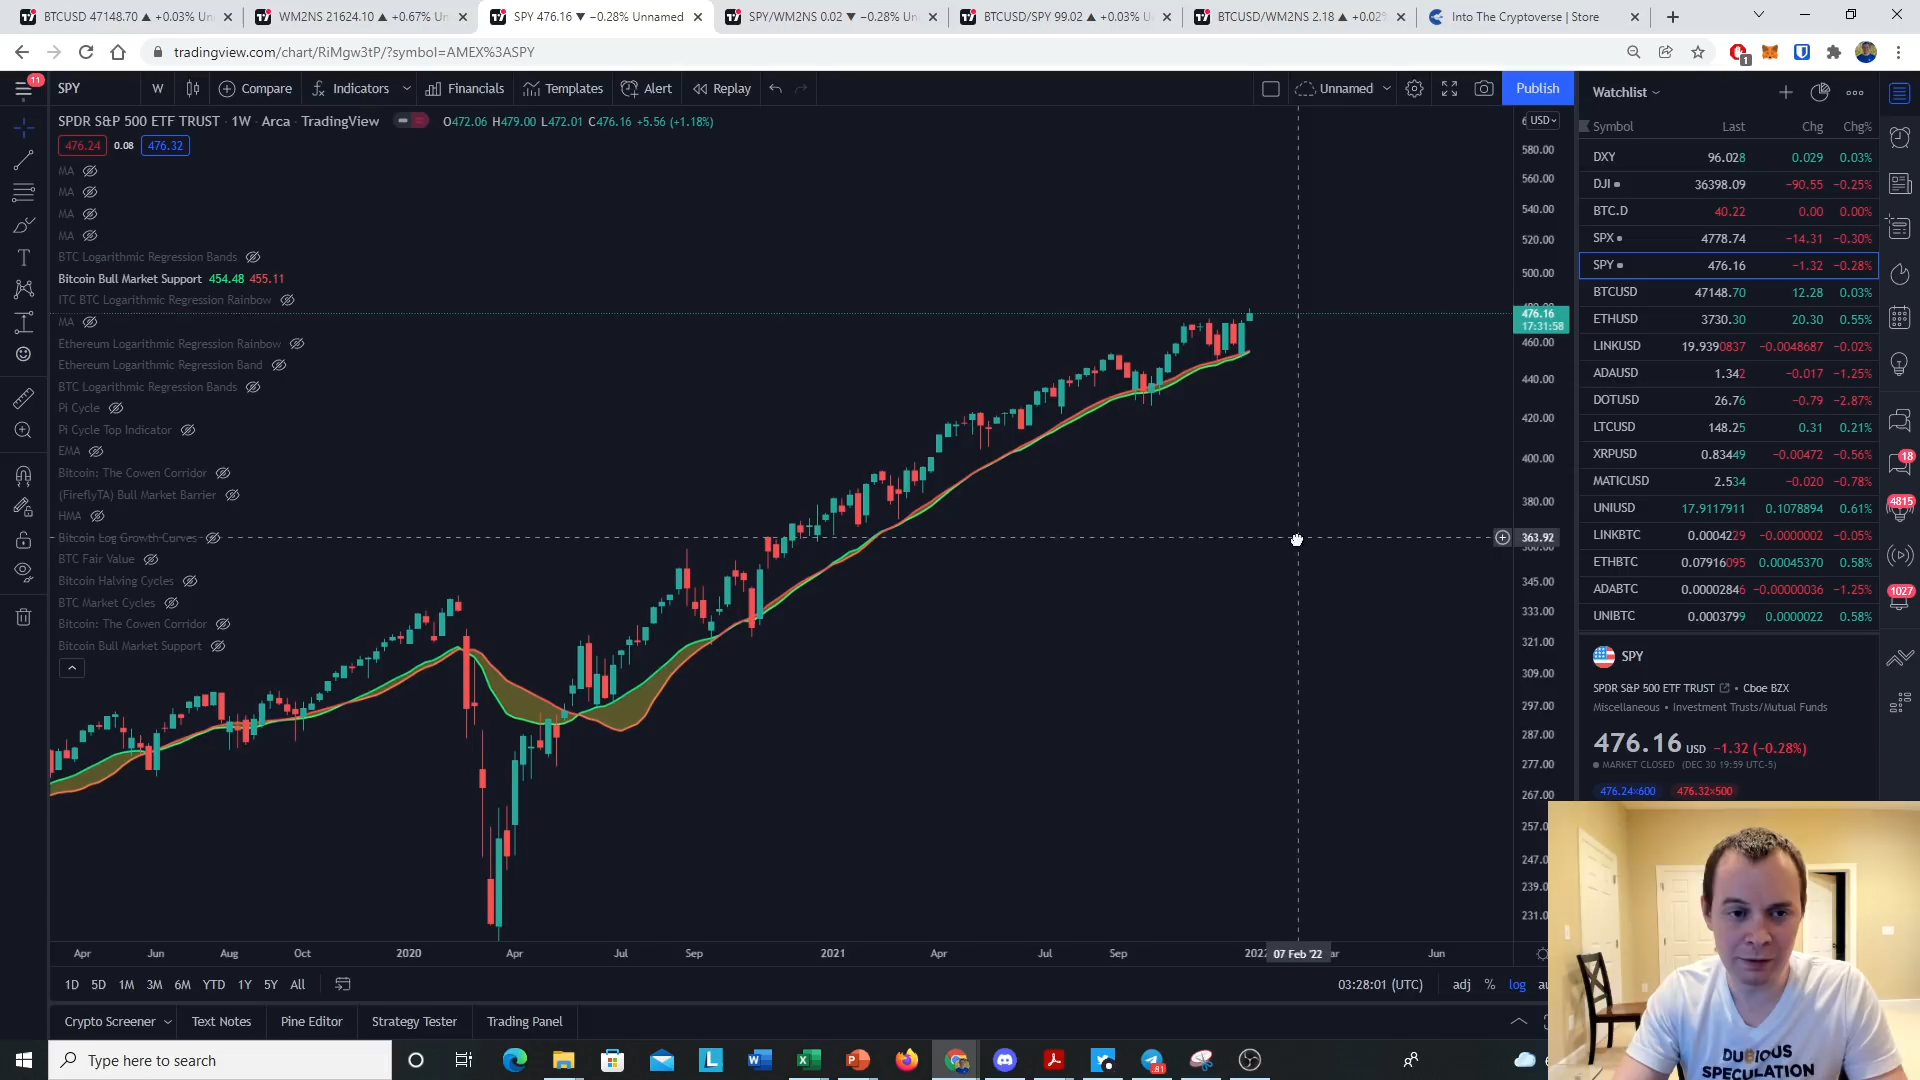 BTCUSD 47148.70 ▲ +0.03% Un
WM2NS 21624.10 ▲ +0.67% Un
SPY 476.16 ▼ −0.28% Unnamed
SPY/WM2NS 0.02 ▼ −0.28% Un
BTCUSD/SPY 99.02 ▲ +0.03% U
BTCUSD/WM2NS 2.18 ▲ +0.02%
Into The Cryptoverse | Store
tradingview.com/chart/RiMgw3tP/?symbol=AMEX%3ASPY
1
11
SPY
W
Compare
Indicators
Financials
Templates
Alert
Replay
Unnamed
Publish
SPDR S&P 500 ETF TRUST · 1W · Arca · TradingView
O472.06 H479.00 L472.01 C476.16 +5.56 (+1.18%)
476.24 0.08 476.32
MA
MA
MA
MA
BTC Logarithmic Regression Bands
Bitcoin Bull Market Support 454.48 455.11
ITC BTC Logarithmic Regression Rainbow
MA
Ethereum Logarithmic Regression Rainbow
Ethereum Logarithmic Regression Band
BTC Logarithmic Regression Bands
Pi Cycle
Pi Cycle Top Indicator
EMA
Bitcoin: The Cowen Corridor
(FireflyTA) Bull Market Barrier
HMA
Bitcoin Log Growth Curves
BTC Fair Value
Bitcoin Halving Cycles
BTC Market Cycles
Bitcoin: The Cowen Corridor
Bitcoin Bull Market Support
USD
580.00
560.00
540.00
520.00
500.00
480.00
476.16
17:31:58
460.00
440.00
420.00
400.00
380.00
363.92
360.00
345.00
333.00
321.00
309.00
297.00
287.00
277.00
267.00
257.00
247.00
239.00
231.00
Apr Jun Aug Oct 2020 Apr Jul Sep 2021 Apr Jul Sep 2022 07 Feb '22 ar Jun
1D 5D 1M 3M 6M YTD 1Y 5Y All
03:28:01 (UTC) adj % log au
Crypto Screener
Text Notes
Pine Editor
Strategy Tester
Trading Panel
Watchlist
Symbol Last Chg Chg%
DXY 96.028 0.029 0.03%
DJI 36398.09 −90.55 −0.25%
BTC.D 40.22 0.00 0.00%
SPX 4778.74 −14.31 −0.30%
SPY 476.16 −1.32 −0.28%
BTCUSD 47148.70 12.28 0.03%
ETHUSD 3730.30 20.30 0.55%
LINKUSD 19.9390837 −0.0048687 −0.02%
ADAUSD 1.342 −0.017 −1.25%
DOTUSD 26.76 −0.79 −2.87%
LTCUSD 148.25 0.31 0.21%
XRPUSD 0.83449 −0.00472 −0.56%
MATICUSD 2.534 −0.020 −0.78%
UNIUSD 17.9117911 0.1078894 0.61%
LINKBTC 0.0004229 −0.0000002 −0.05%
ETHBTC 0.07916095 0.00045370 0.58%
ADABTC 0.00002846 −0.00000036 −1.25%
UNIBTC 0.0003799 0.0000022 0.58%
18
4815
1027
SPY
SPDR S&P 500 ETF TRUST • Cboe BZX
Miscellaneous • Investment Trusts/Mutual Funds
476.16 USD −1.32 (−0.28%)
MARKET CLOSED (DEC 30 19:59 UTC-5)
476.24×600 476.32×500
DUBIOUS
SPECULATION
Type here to search
81